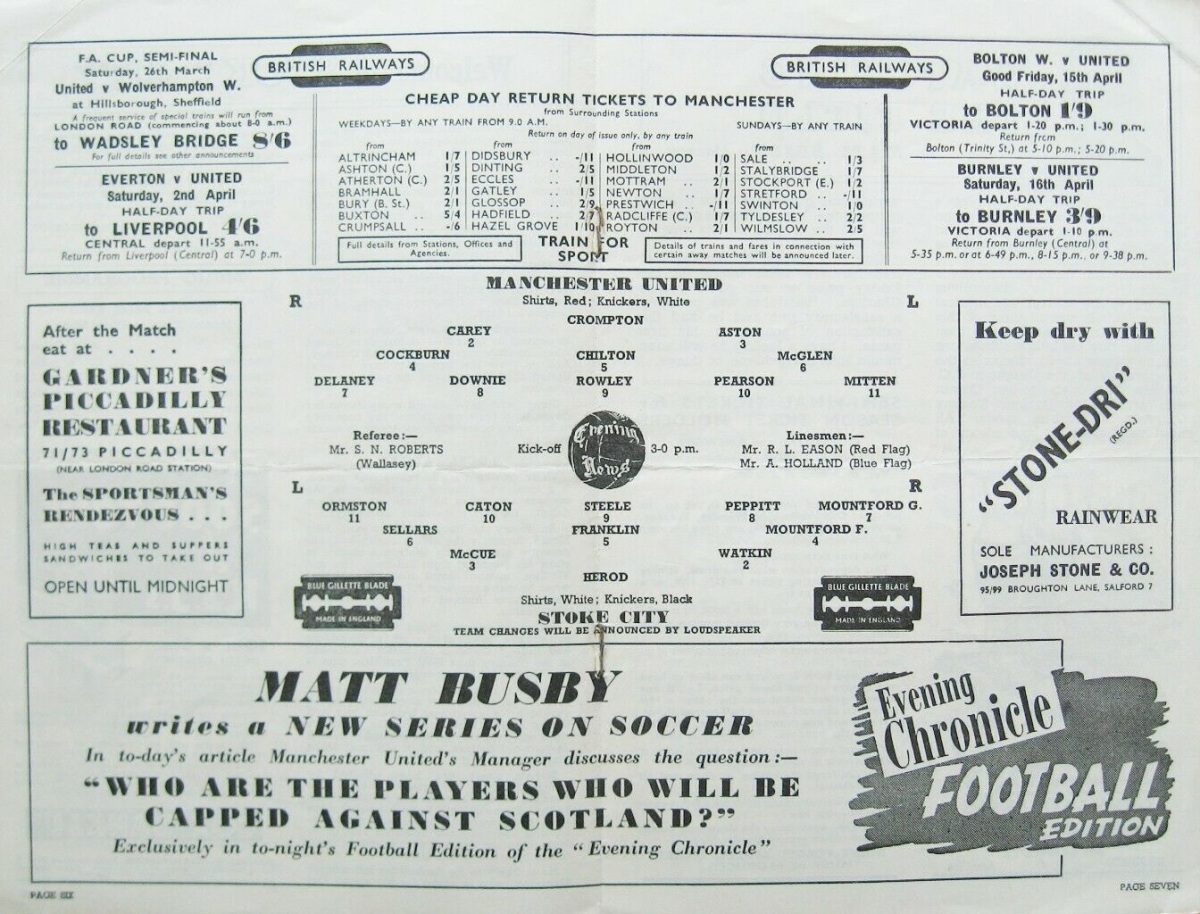 F.A. CUP, SEMI-FINAL
Saturday, 26th March
United v Wolverhampton W.
at Hillsborough, Sheffield
A frequent service of special trains will run from
LONDON ROAD (commencing about 8-0 a.m.)
to WADSLEY BRIDGE 8/6
For full details see other announcements
EVERTON v UNITED
Saturday, 2nd April
HALF-DAY TRIP
to LIVERPOOL 4/6
CENTRAL depart 11-55 a.m.
Return from Liverpool (Central) at 7-0 p.m.
BRITISH RAILWAYS
BRITISH RAILWAYS
CHEAP DAY RETURN TICKETS TO MANCHESTER
from Surrounding Stations
WEEKDAYS—BY ANY TRAIN FROM 9.0 A.M.
SUNDAYS—BY ANY TRAIN
Return on day of issue only, by any train
from
ALTRINCHAM 1/7
ASHTON (C.) 1/5
ATHERTON (C.) 2/5
BRAMHALL 2/1
BURY (B. St.) 2/1
BUXTON .. 5/4
CRUMPSALL .. -/6
from
DIDSBURY .. -/11
DINTING .. 2/5
ECCLES .. -/11
GATLEY .. 1/5
GLOSSOP .. 2/9
HADFIELD .. 2/7
HAZEL GROVE 1/10
from
HOLLINWOOD 1/0
MIDDLETON 1/2
MOTTRAM .. 2/1
NEWTON .. 1/7
PRESTWICH .. -/11
RADCLIFFE (C.) 1/7
ROYTON .. 2/1
from
SALE .. .. 1/3
STALYBRIDGE 1/7
STOCKPORT (E.) 1/2
STRETFORD .. -/11
SWINTON .. 1/0
TYLDESLEY .. 2/2
WILMSLOW .. 2/5
Full details from Stations, Offices and
Agencies.
TRAIN FOR
SPORT
Details of trains and fares in connection with
certain away matches will be announced later.
BOLTON W. v UNITED
Good Friday, 15th April
HALF-DAY TRIP
to BOLTON 1/9
VICTORIA depart 1-20 p.m.; 1-30 p.m.
Return from
Bolton (Trinity St.,) at 5-10 p.m.; 5-20 p.m.
BURNLEY v UNITED
Saturday, 16th April
HALF-DAY TRIP
to BURNLEY 3/9
VICTORIA depart 1-10 p.m.
Return from Burnley (Central) at
5-35 p.m. or at 6-49 p.m., 8-15 p.m., or 9-38 p.m.
After the Match
eat at . . . .
GARDNER'S
PICCADILLY
RESTAURANT
71/73 PICCADILLY
(NEAR LONDON ROAD STATION)
The SPORTSMAN'S
RENDEZVOUS . . .
HIGH TEAS AND SUPPERS
SANDWICHES TO TAKE OUT
OPEN UNTIL MIDNIGHT
MANCHESTER UNITED
Shirts, Red; Knickers, White
R L
CROMPTON
CAREY ASTON
2 3
COCKBURN CHILTON McGLEN
4 5 6
DELANEY DOWNIE ROWLEY PEARSON MITTEN
7 8 9 10 11
Referee:—
Mr. S. N. ROBERTS
(Wallasey)
Kick-off Evening News 3-0 p.m.
Linesmen:—
Mr. R. L. EASON (Red Flag)
Mr. A. HOLLAND (Blue Flag)
L R
ORMSTON CATON STEELE PEPPITT MOUNTFORD G.
11 10 9 8 7
SELLARS FRANKLIN MOUNTFORD F.
6 5 4
McCUE WATKIN
3 2
HEROD
Shirts, White; Knickers, Black
STOKE CITY
TEAM CHANGES WILL BE ANNOUNCED BY LOUDSPEAKER
BLUE GILLETTE BLADE
MADE IN ENGLAND
BLUE GILLETTE BLADE
MADE IN ENGLAND
Keep dry with
"STONE-DRI"
(REGD.)
RAINWEAR
SOLE MANUFACTURERS:
JOSEPH STONE & CO.
95/99 BROUGHTON LANE, SALFORD 7
MATT BUSBY
writes a NEW SERIES ON SOCCER
In to-day's article Manchester United's Manager discusses the question:—
"WHO ARE THE PLAYERS WHO WILL BE
CAPPED AGAINST SCOTLAND?"
Exclusively in to-night's Football Edition of the "Evening Chronicle"
Evening
Chronicle
FOOTBALL
EDITION
PAGE SIX
PAGE SEVEN